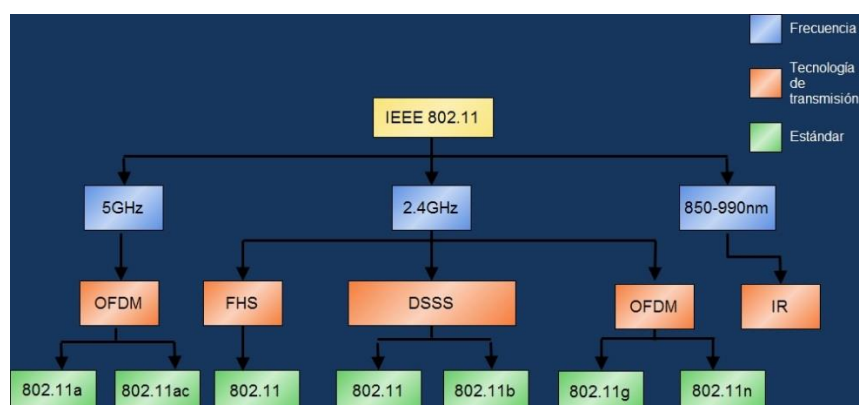 Frecuencia
Tecnología
de
transmisión
Estándar
IEEE 802.11
5GHz
2.4GHz
850-990nm
OFDM
FHS
DSSS
OFDM
IR
802.11a
802.11ac
802.11
802.11
802.11b
802.11g
802.11n